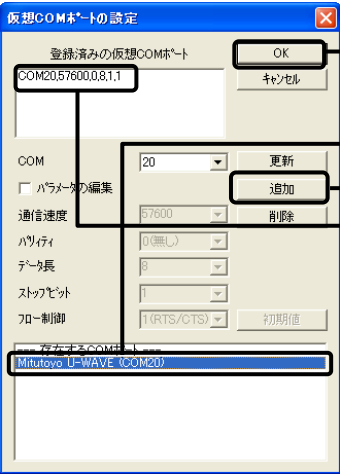 仮想COMポートの設定
登録済みの仮想COMポート
OK
COM20,57600,0,8,1,1
キャンセル
COM
20
更新
パラメータの編集
追加
通信速度
57600
削除
パリティ
0(無し)
データ長
8
ストップビット
1
フロー制御
1(RTS/CTS)
初期値
--- 存在するCOMポート ---
Mitutoyo U-WAVE (COM20)